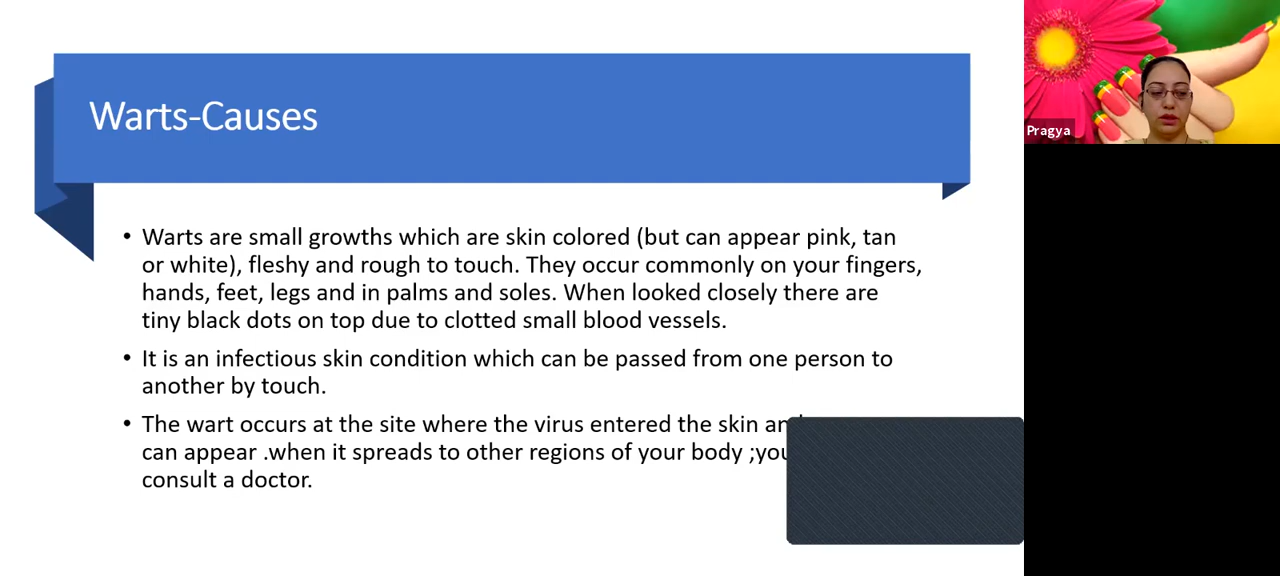 Warts-Causes
• Warts are small growths which are skin colored (but can appear pink, tan
or white), fleshy and rough to touch. They occur commonly on your fingers,
hands, feet, legs and in palms and soles. When looked closely there are
tiny black dots on top due to clotted small blood vessels.
• It is an infectious skin condition which can be passed from one person to
another by touch.
• The wart occurs at the site where the virus entered the skin
can appear .when it spreads to other regions of your body ;you
consult a doctor.
Pragya